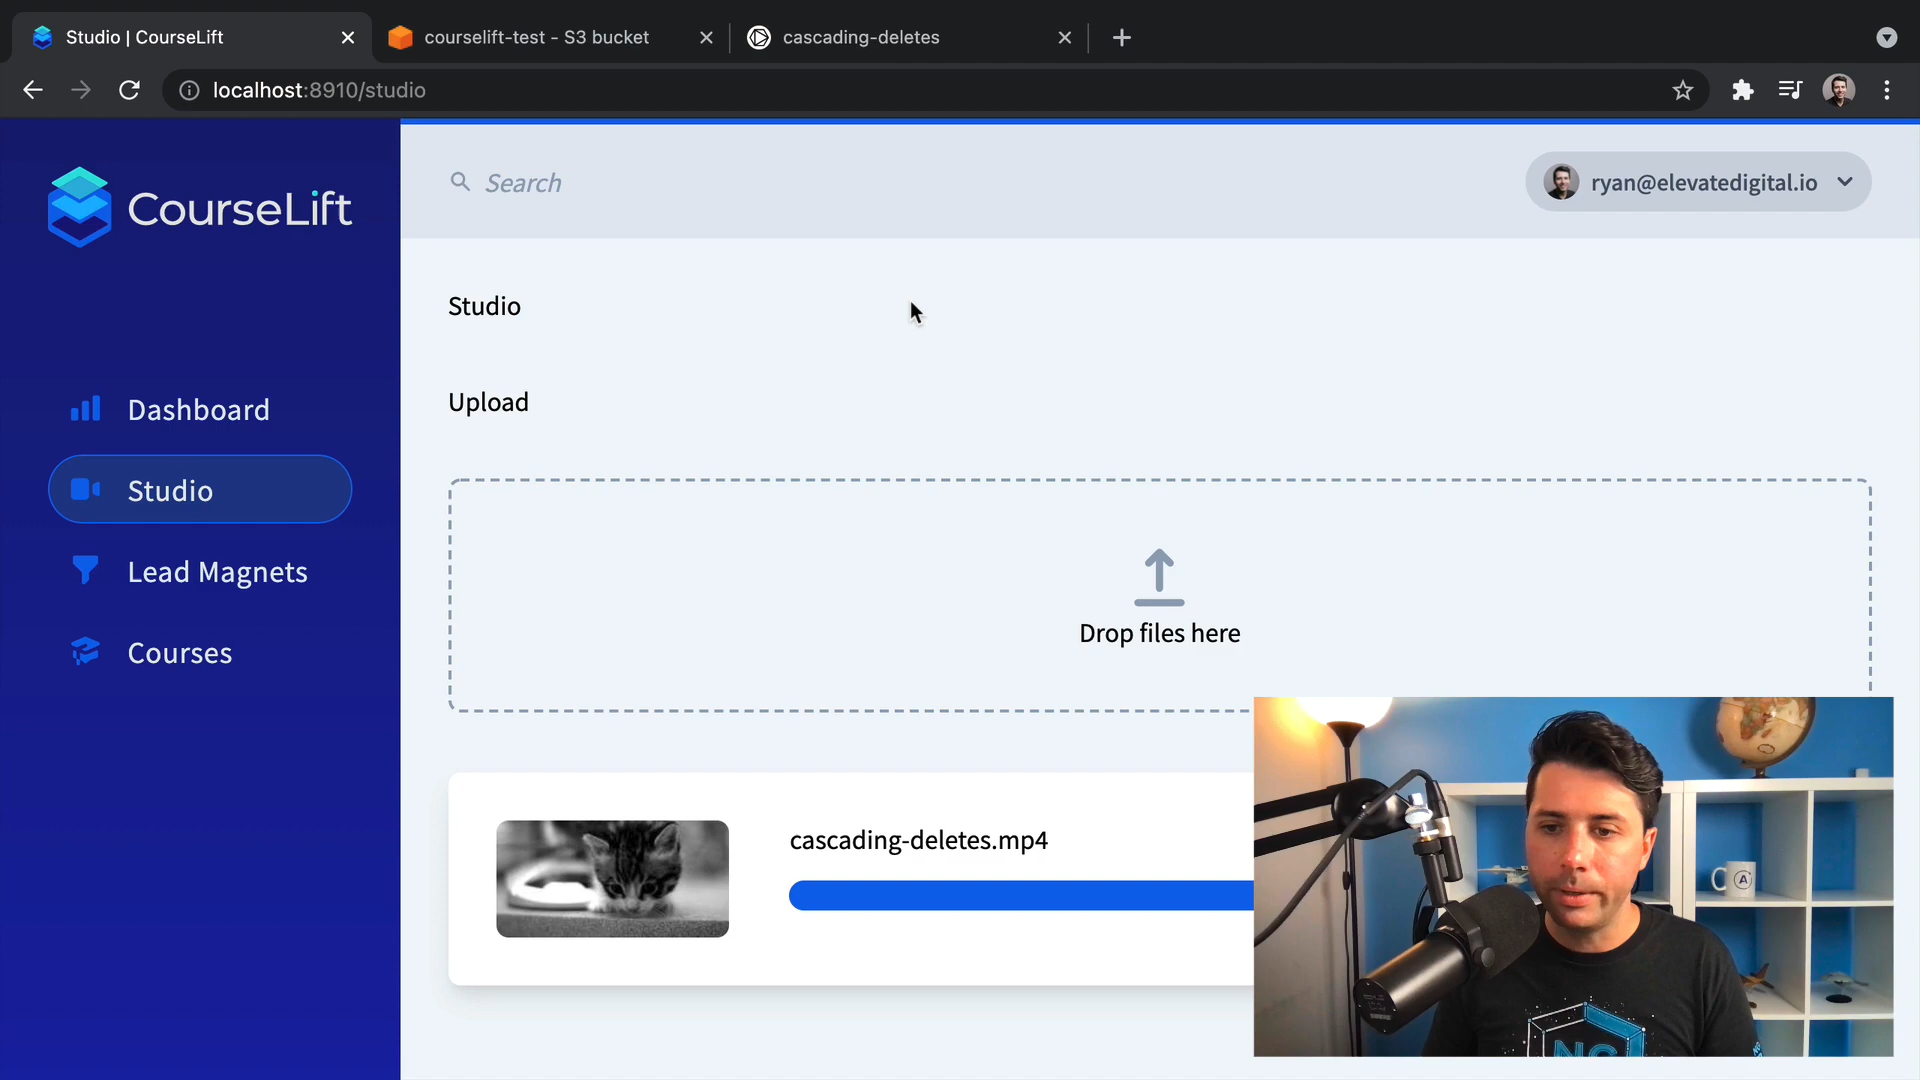 Studio | CourseLift
courselift-test - S3 bucket
cascading-deletes
localhost:8910/studio
CourseLift
Search
ryan@elevatedigital.io
Studio
Upload
Dashboard
Studio
Lead Magnets
Courses
Drop files here
cascading-deletes.mp4
A
NG